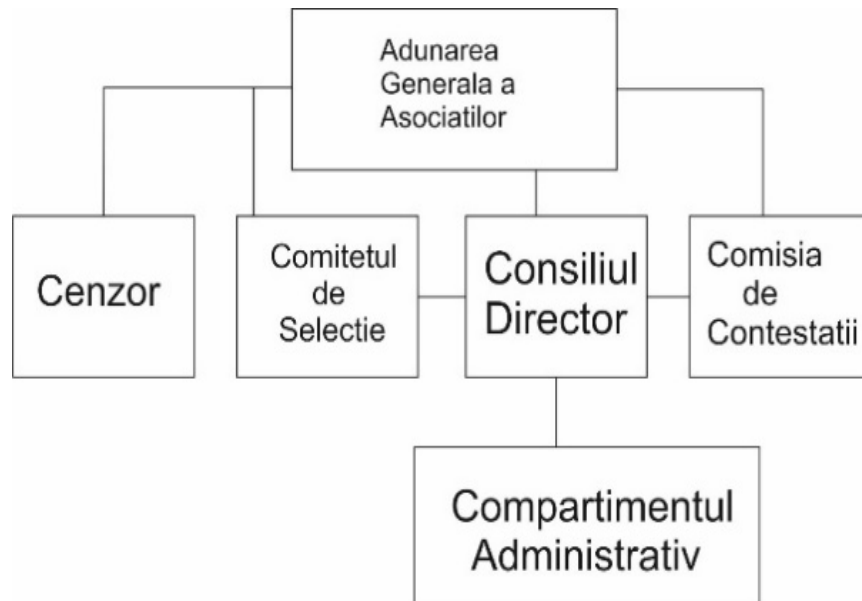 Adunarea
Generala a
Asociatilor
Cenzor
Comitetul
de
Selectie
Consiliul
Director
Comisia
de
Contestatii
Compartimentul
Administrativ